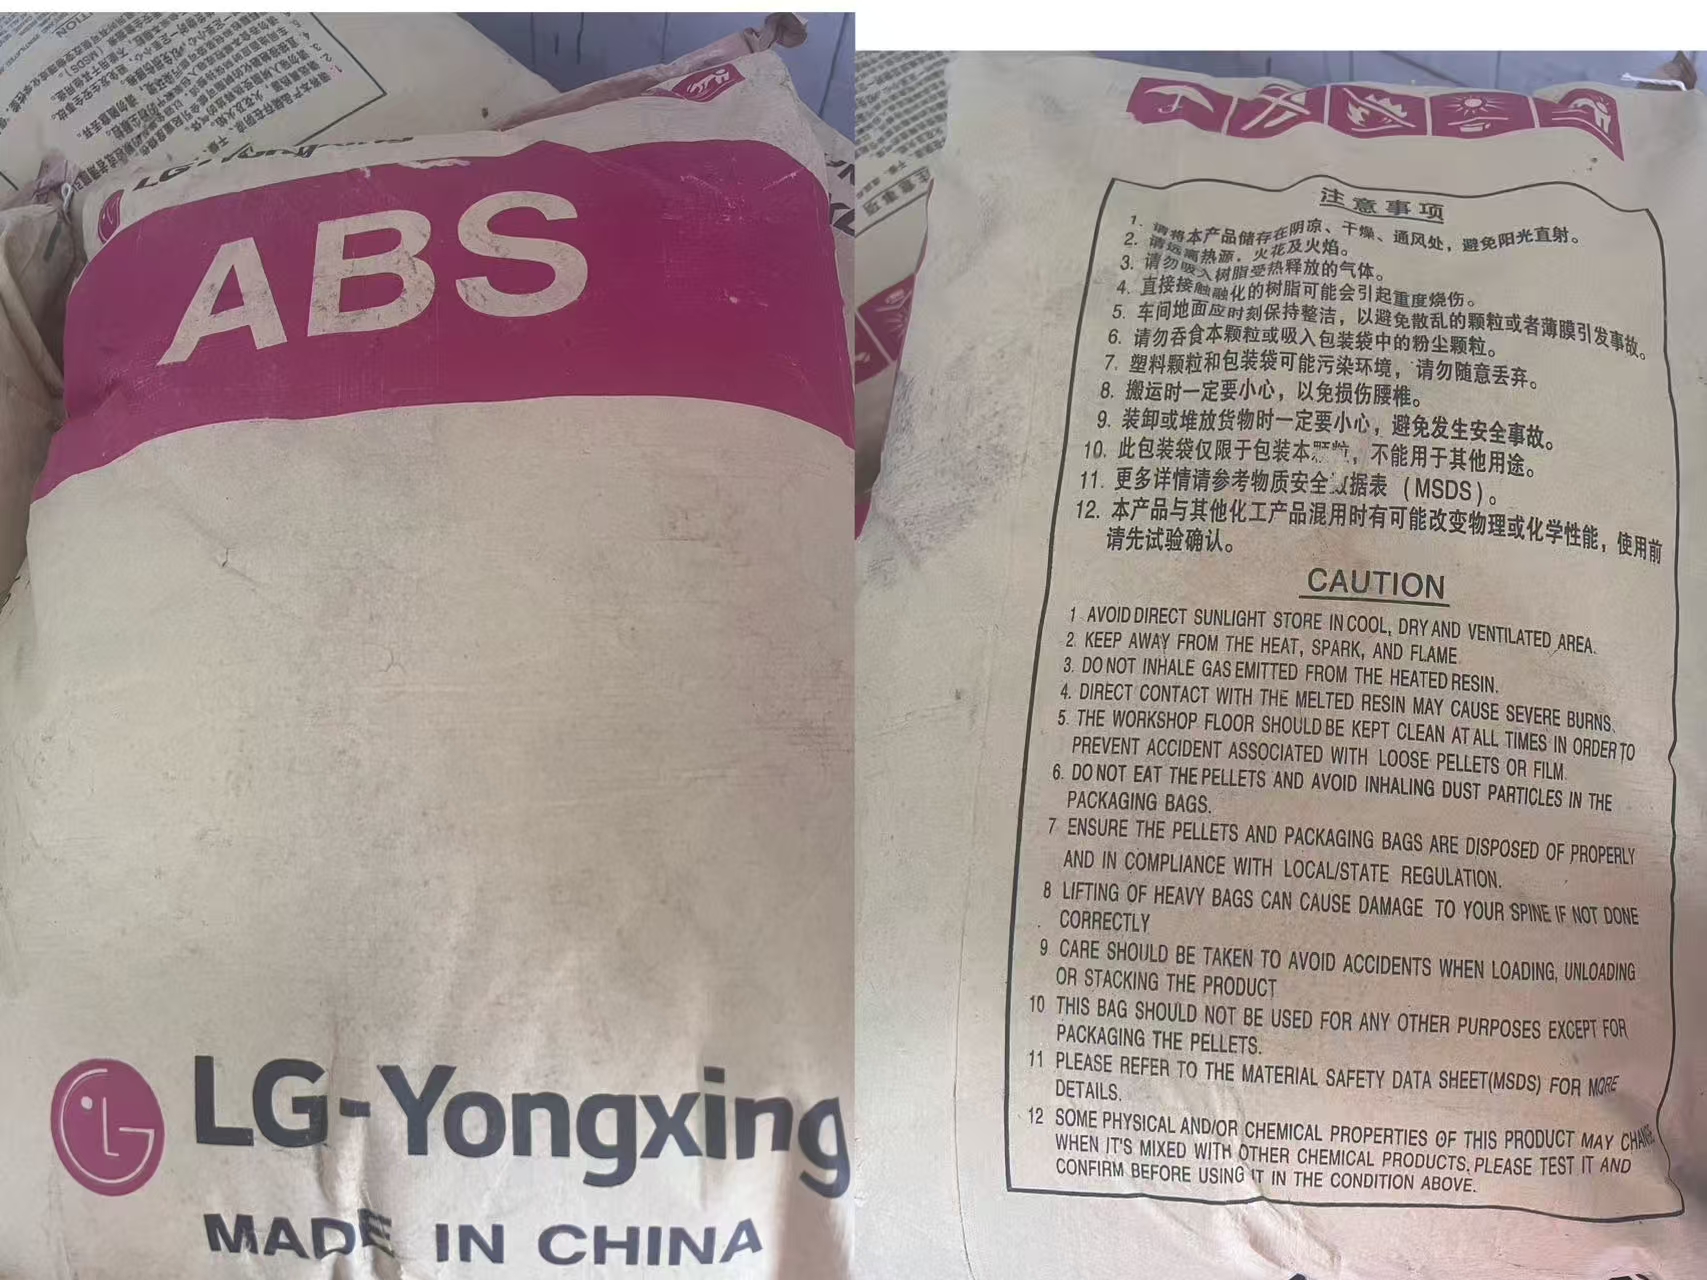 LG-Yongxing
ABS
LG-Yongxing
MADE IN CHINA
注意事项
1. 请将本产品储存在阴凉、干燥、通风处，避免阳光直射。
2. 请远离热源，火花及火焰。
3. 请勿吸入树脂受热释放的气体。
4. 直接接触融化的树脂可能会引起重度烧伤。
5. 车间地面应时刻保持整洁，以避免散乱的颗粒或者薄膜引发事故。
6. 请勿吞食本颗粒或吸入包装袋中的粉尘颗粒。
7. 塑料颗粒和包装袋可能污染环境，请勿随意丢弃。
8. 搬运时一定要小心，以免损伤腰椎。
9. 装卸或堆放货物时一定要小心，避免发生安全事故。
10. 此包装袋仅限于包装本颗粒，不能用于其他用途。
11. 更多详情请参考物质安全数据表（MSDS）。
12. 本产品与其他化工产品混用时有可能改变物理或化学性能，使用前
请先试验确认。
CAUTION
1 AVOID DIRECT SUNLIGHT STORE IN COOL, DRY AND VENTILATED AREA.
2. KEEP AWAY FROM THE HEAT, SPARK, AND FLAME
3. DO NOT INHALE GAS EMITTED FROM THE HEATED RESIN.
4. DIRECT CONTACT WITH THE MELTED RESIN MAY CAUSE SEVERE BURNS.
5. THE WORKSHOP FLOOR SHOULD BE KEPT CLEAN AT ALL TIMES IN ORDER TO
PREVENT ACCIDENT ASSOCIATED WITH LOOSE PELLETS OR FILM.
6. DO NOT EAT THE PELLETS AND AVOID INHALING DUST PARTICLES IN THE
PACKAGING BAGS.
7 ENSURE THE PELLETS AND PACKAGING BAGS ARE DISPOSED OF PROPERLY
AND IN COMPLIANCE WITH LOCAL/STATE REGULATION.
8 LIFTING OF HEAVY BAGS CAN CAUSE DAMAGE TO YOUR SPINE IF NOT DONE
CORRECTLY
9 CARE SHOULD BE TAKEN TO AVOID ACCIDENTS WHEN LOADING, UNLOADING
OR STACKING THE PRODUCT
10 THIS BAG SHOULD NOT BE USED FOR ANY OTHER PURPOSES EXCEPT FOR
PACKAGING THE PELLETS.
11 PLEASE REFER TO THE MATERIAL SAFETY DATA SHEET(MSDS) FOR MORE
DETAILS.
12 SOME PHYSICAL AND/OR CHEMICAL PROPERTIES OF THIS PRODUCT MAY CHANGE
WHEN IT'S MIXED WITH OTHER CHEMICAL PRODUCTS, PLEASE TEST IT AND
CONFIRM BEFORE USING IT IN THE CONDITION ABOVE.